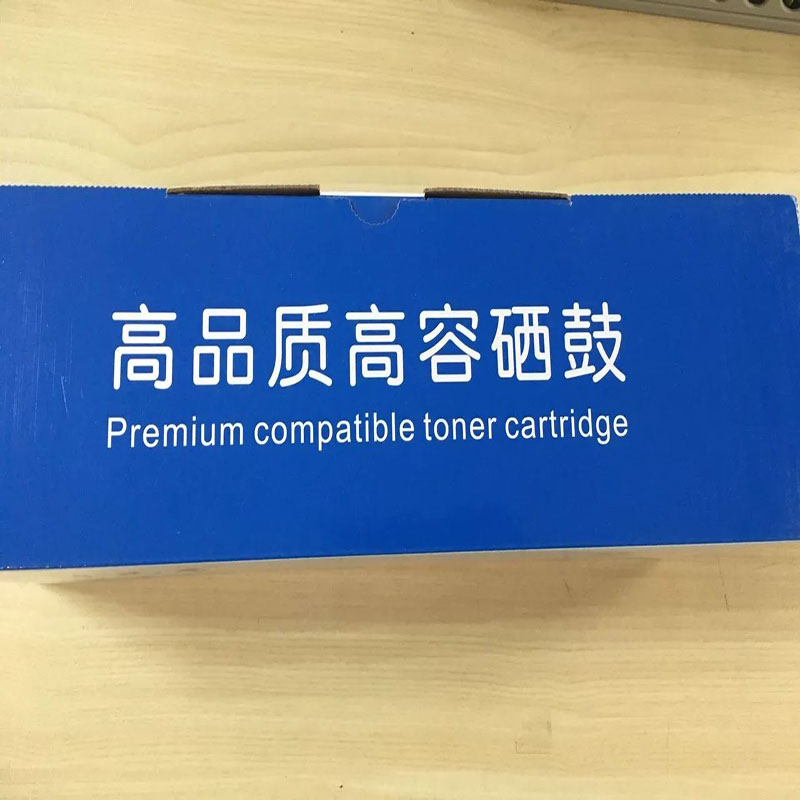 高品质高容硒鼓
Premium compatible toner cartridge